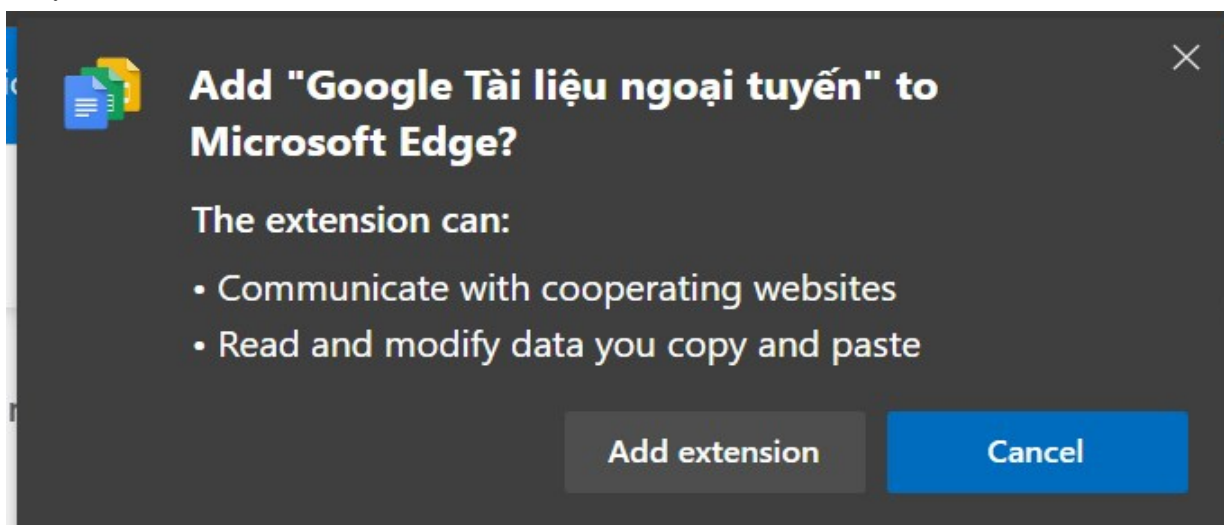 Add "Google Tài liệu ngoại tuyến" to
Microsoft Edge?
The extension can:
• Communicate with cooperating websites
• Read and modify data you copy and paste
Add extension
Cancel